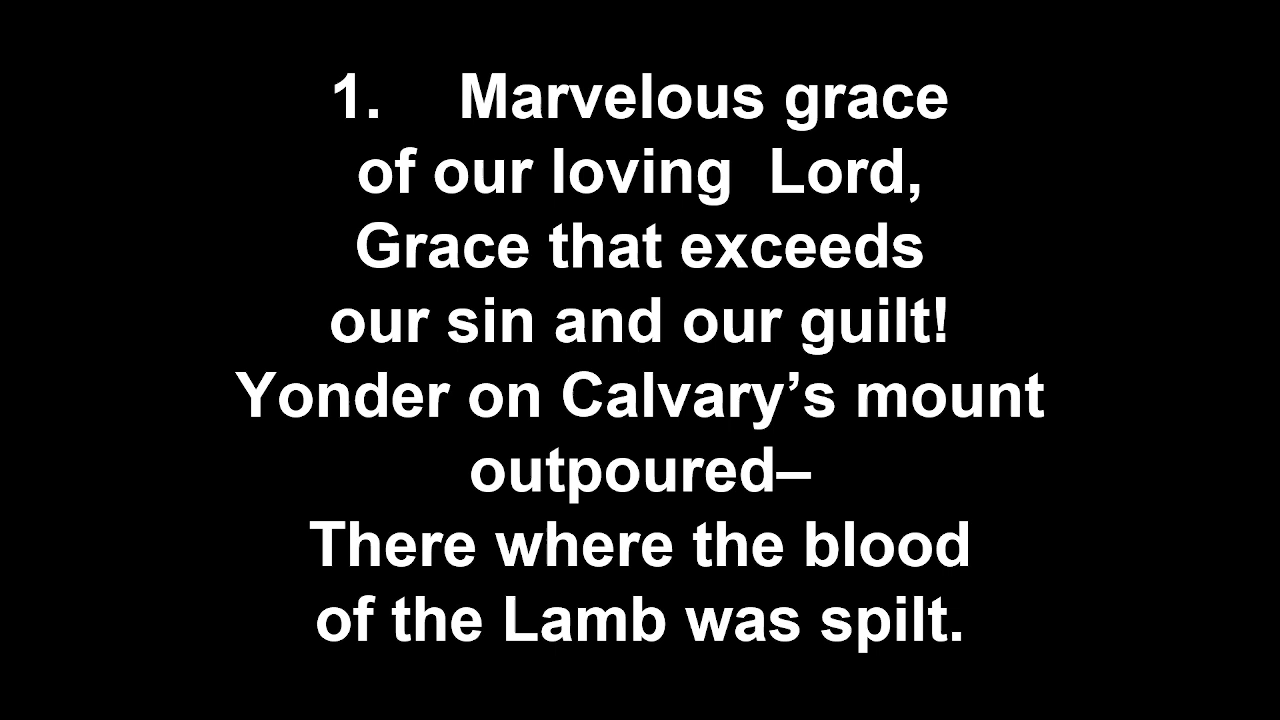 1. Marvelous grace
of our loving Lord,
Grace that exceeds
our sin and our guilt!
Yonder on Calvary’s mount
outpoured–
There where the blood
of the Lamb was spilt.